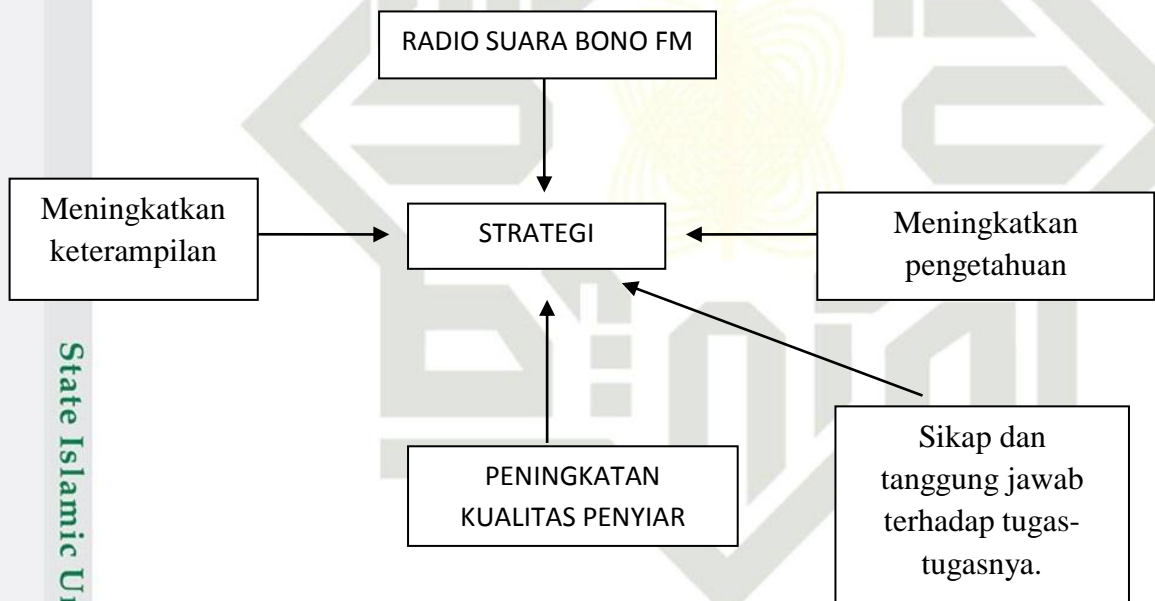 RADIO SUARA BONO FM
Meningkatkan
keterampilan
STRATEGI
Meningkatkan
pengetahuan
PENINGKATAN
KUALITAS PENYIAR
Sikap dan
tanggung jawab
terhadap tugas-
tugasnya.
State Islamic